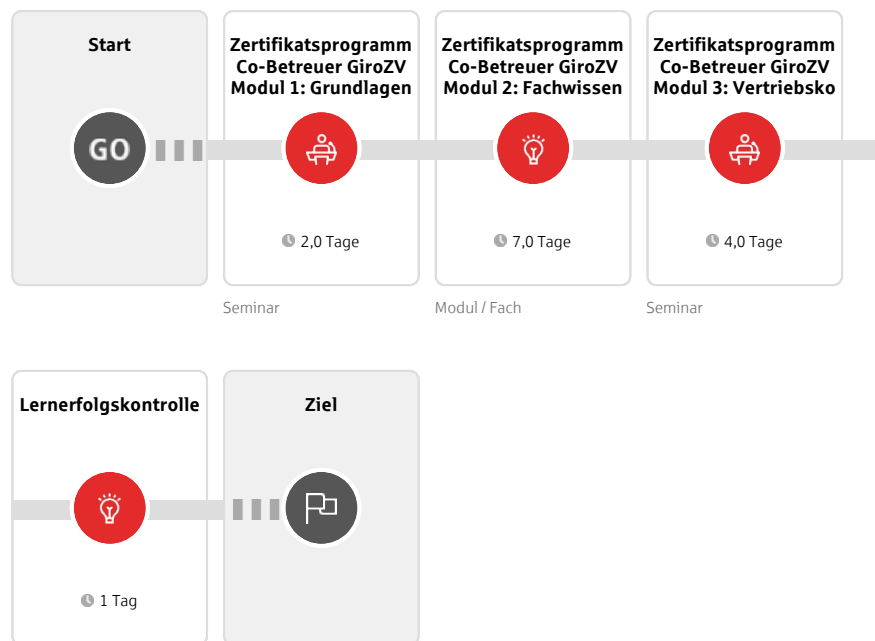 Start
Zertifikatsprogramm
Co-Betreuer GiroZV
Modul 1: Grundlagen
Zertifikatsprogramm
Co-Betreuer GiroZV
Modul 2: Fachwissen
Zertifikatsprogramm
Co-Betreuer GiroZV
Modul 3: Vertriebsko
GO
2,0 Tage
7,0 Tage
4,0 Tage
Seminar
Modul / Fach
Seminar
Lernerfolgskontrolle
Ziel
1 Tag